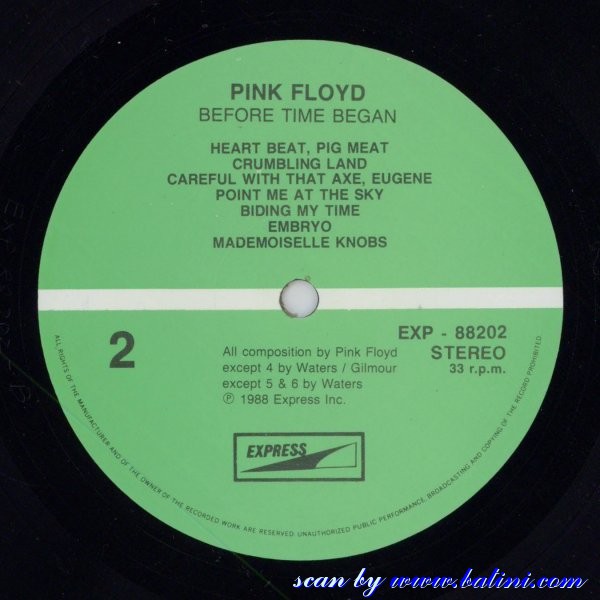 PINK FLOYD
BEFORE TIME BEGAN
HEART BEAT, PIG MEAT
CRUMBLING LAND
CAREFUL WITH THAT AXE, EUGENE
POINT ME AT THE SKY
BIDING MY TIME
EMBRYO
MADEMOISELLE KNOBS
2
EXP - 88202
STEREO
33 r.p.m.
All composition by Pink Floyd
except 4 by Waters / Gilmour
except 5 & 6 by Waters
℗ 1988 Express Inc.
EXPRESS
ALL RIGHTS OF THE MANUFACTURER AND OF THE OWNER OF THE RECORDED WORK ARE RESERVED. UNAUTHORIZED PUBLIC PERFORMANCE, BROADCASTING AND COPYING OF THE RECORD PROHIBITED
scan by www.batini.com